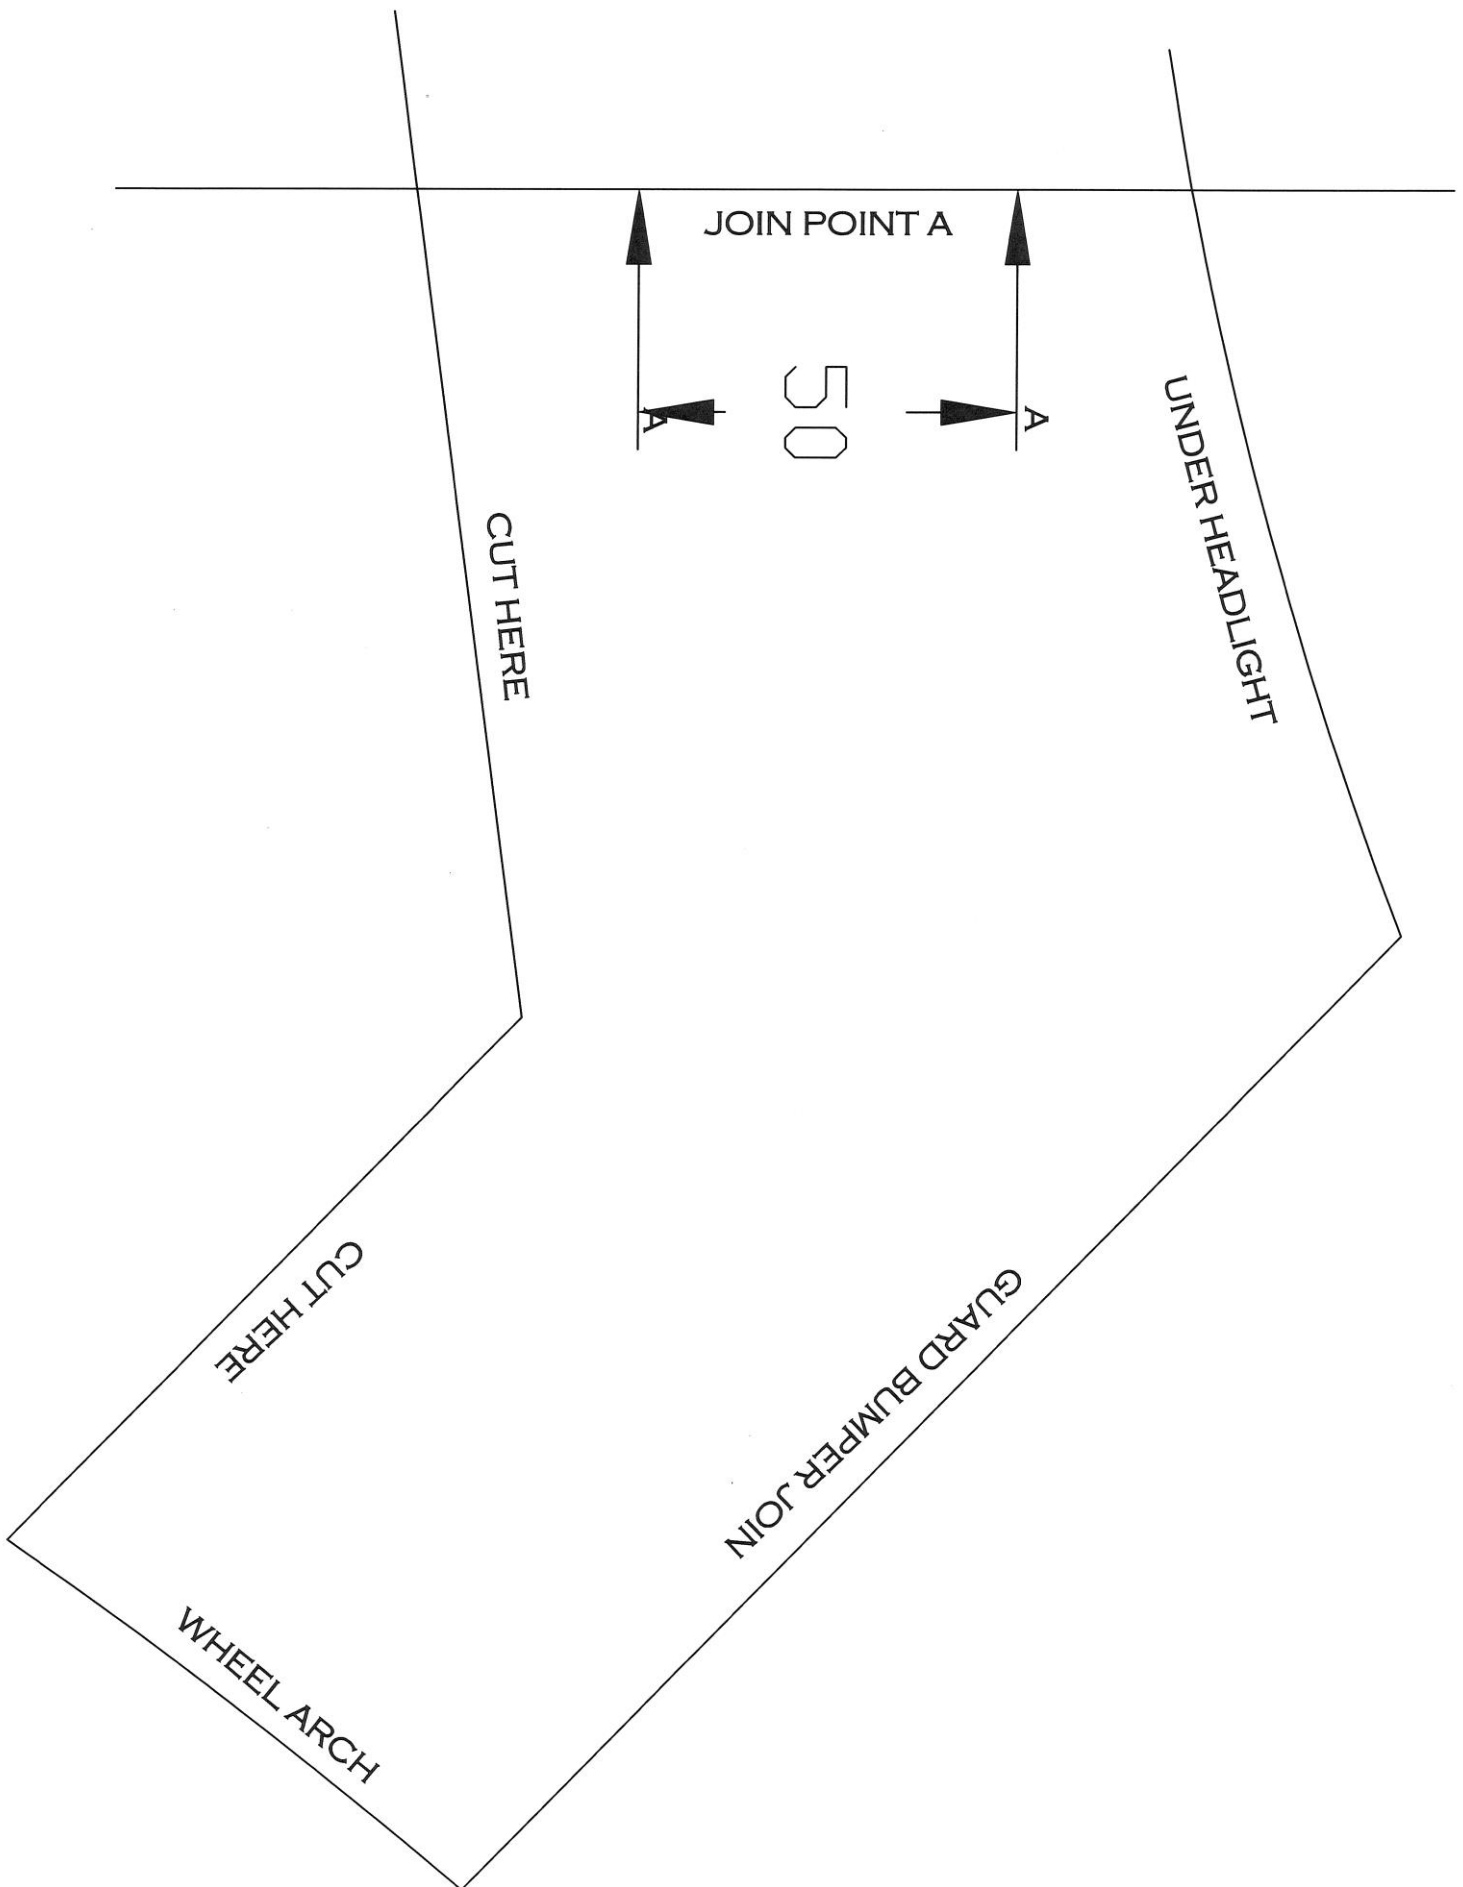 JOIN POINT A
50
A
A
UNDER HEADLIGHT
CUT HERE
CUT HERE
GUARD BUMPER JOIN
WHEEL ARCH